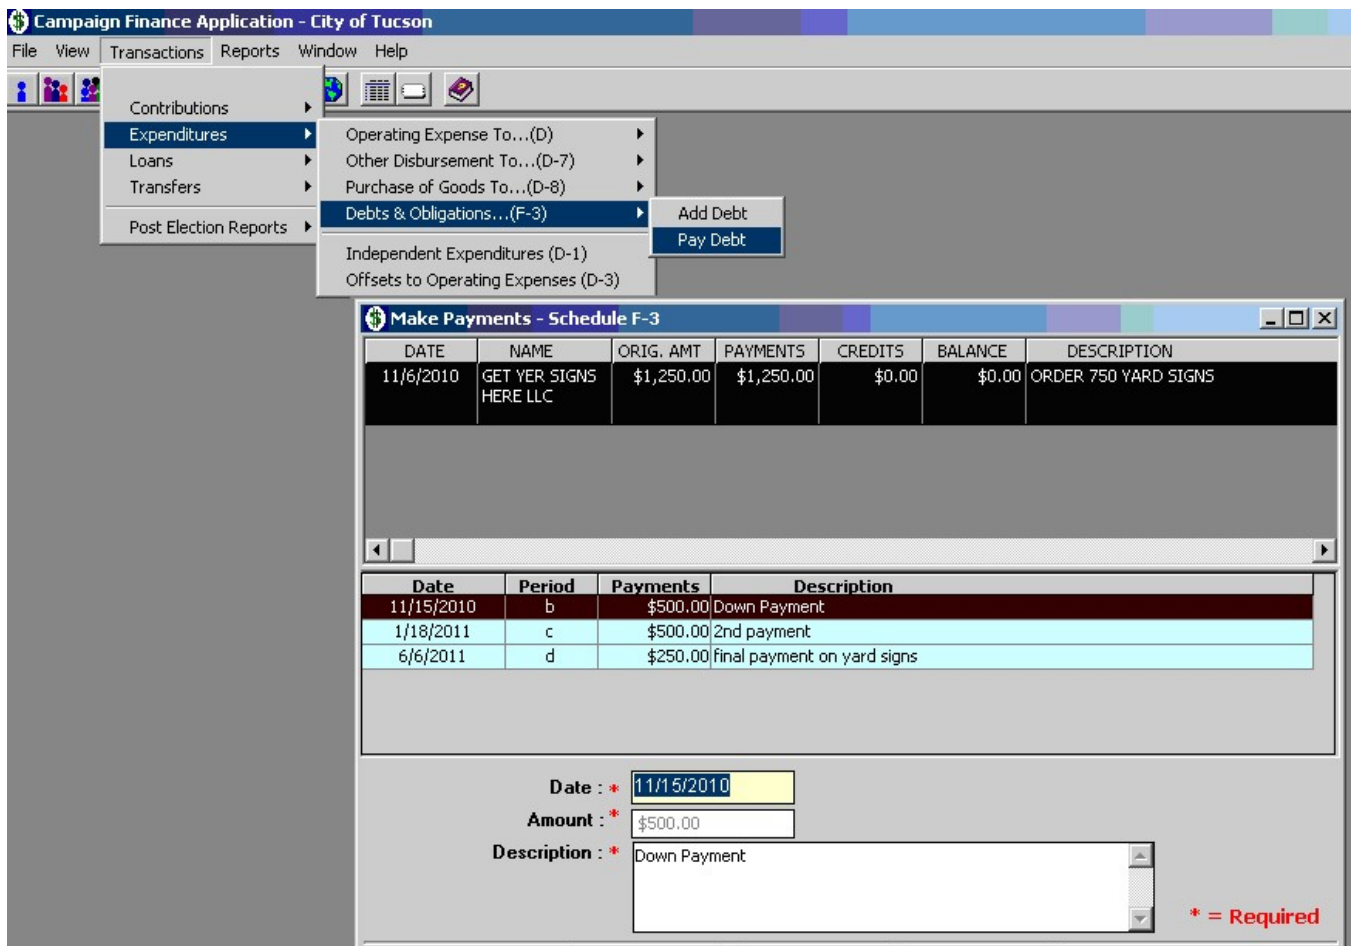 Campaign Finance Application - City of Tucson
File View Transactions Reports Window Help
Contributions
Expenditures
Loans
Transfers
Post Election Reports
Operating Expense To...(D)
Other Disbursement To...(D-7)
Purchase of Goods To...(D-8)
Debts & Obligations...(F-3)
Independent Expenditures (D-1)
Offsets to Operating Expenses (D-3)
Add Debt
Pay Debt
Make Payments - Schedule F-3
DATE NAME ORIG. AMT PAYMENTS CREDITS BALANCE DESCRIPTION
11/6/2010 GET YER SIGNS $1,250.00 $1,250.00 $0.00 $0.00 ORDER 750 YARD SIGNS
HERE LLC
Date Period Payments Description
11/15/2010 b $500.00 Down Payment
1/18/2011 c $500.00 2nd payment
6/6/2011 d $250.00 final payment on yard signs
Date : * 11/15/2010
Amount : * $500.00
Description : * Down Payment
* = Required